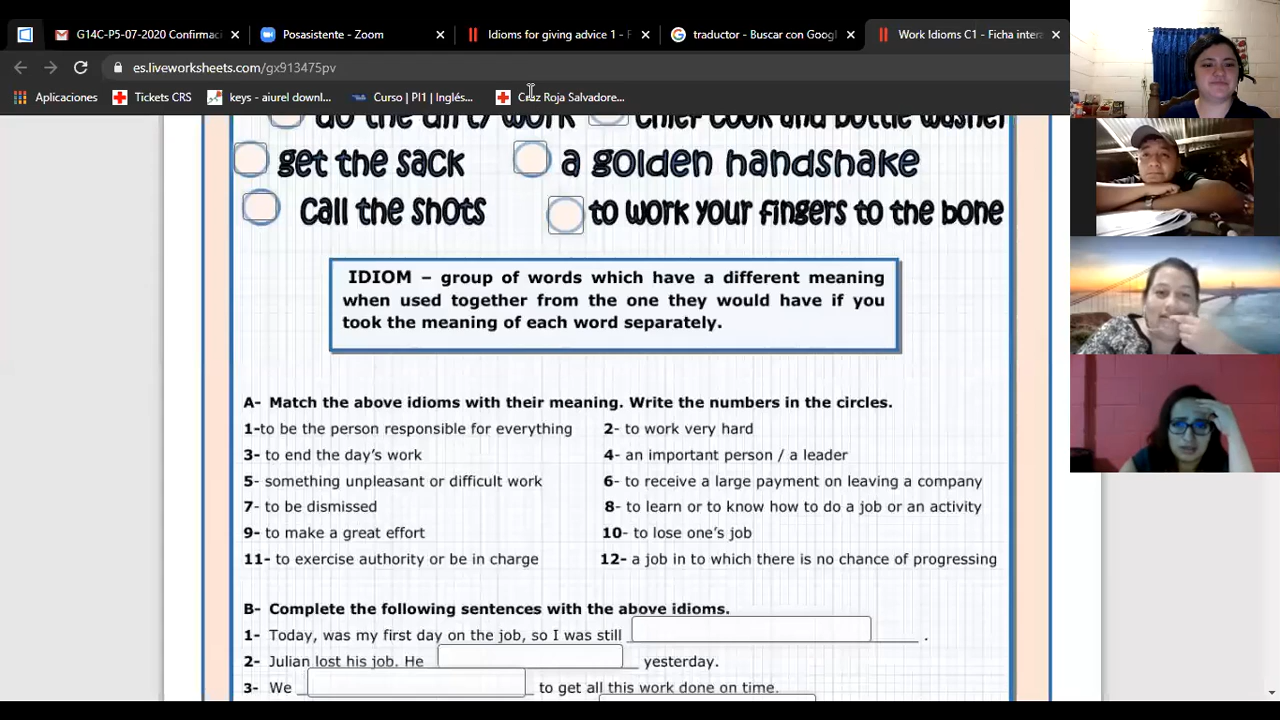 G14C-P5-07-2020 Confirmaci
Posasistente - Zoom
Idioms for giving advice 1 - F
traductor - Buscar con Googl
Work Idioms C1 - Ficha intera
es.liveworksheets.com/gx913475pv
Aplicaciones
Tickets CRS
keys - aiurel downl...
Curso | PI1 | Inglés...
Cruz Roja Salvadore...
do the dirty work
chief cook and bottle washer
get the sack
a golden handshake
call the shots
to work your fingers to the bone
IDIOM – group of words which have a different meaning
when used together from the one they would have if you
took the meaning of each word separately.
A- Match the above idioms with their meaning. Write the numbers in the circles.
1-to be the person responsible for everything
2- to work very hard
3- to end the day's work
4- an important person / a leader
5- something unpleasant or difficult work
6- to receive a large payment on leaving a company
7- to be dismissed
8- to learn or to know how to do a job or an activity
9- to make a great effort
10- to lose one's job
11- to exercise authority or be in charge
12- a job in to which there is no chance of progressing
B- Complete the following sentences with the above idioms.
1- Today, was my first day on the job, so I was still .
2- Julian lost his job. He yesterday.
3- We to get all this work done on time.